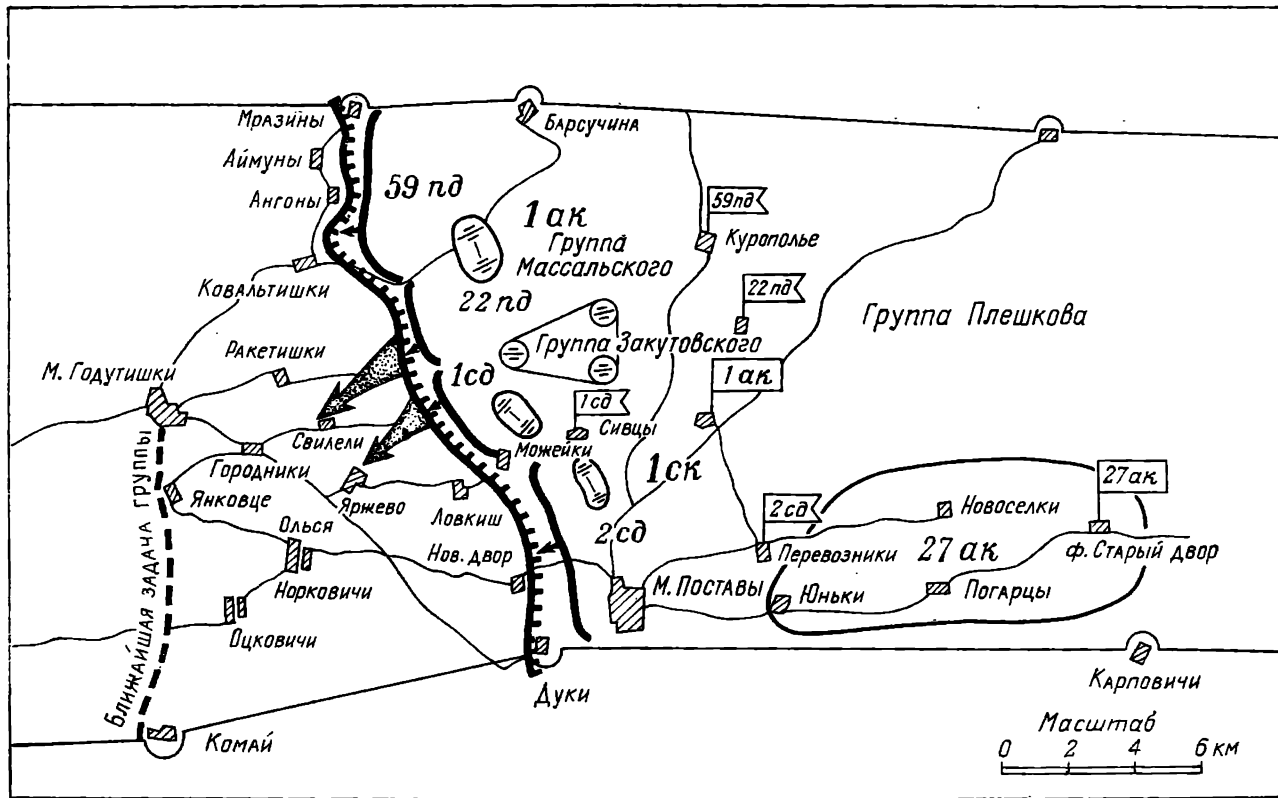 Мразины
Барсучина
Аймуны
Ангоны
59 пд
1 ак
Группа
Массальского
59пд
Курополье
Ковальтишки
22 пд
22пд
Группа Плешкова
Группа Закутовского
Ракетишки
М. Годутишки
1сд
1сд
Сивцы
1 ак
Свилели
Можейки
Городники
Янковце
Яржево
Ловкиш
1ск
2сд
2сд
Новоселки
27ак
Олься
Нов. двор
Перевозники
27 ак
ф. Старый двор
Норковичи
М. Поставы
Юньки
Погарцы
Оцковичи
Ближайшая задача группы
Дуки
Карповичи
Комай
Масштаб
0 2 4 6 км